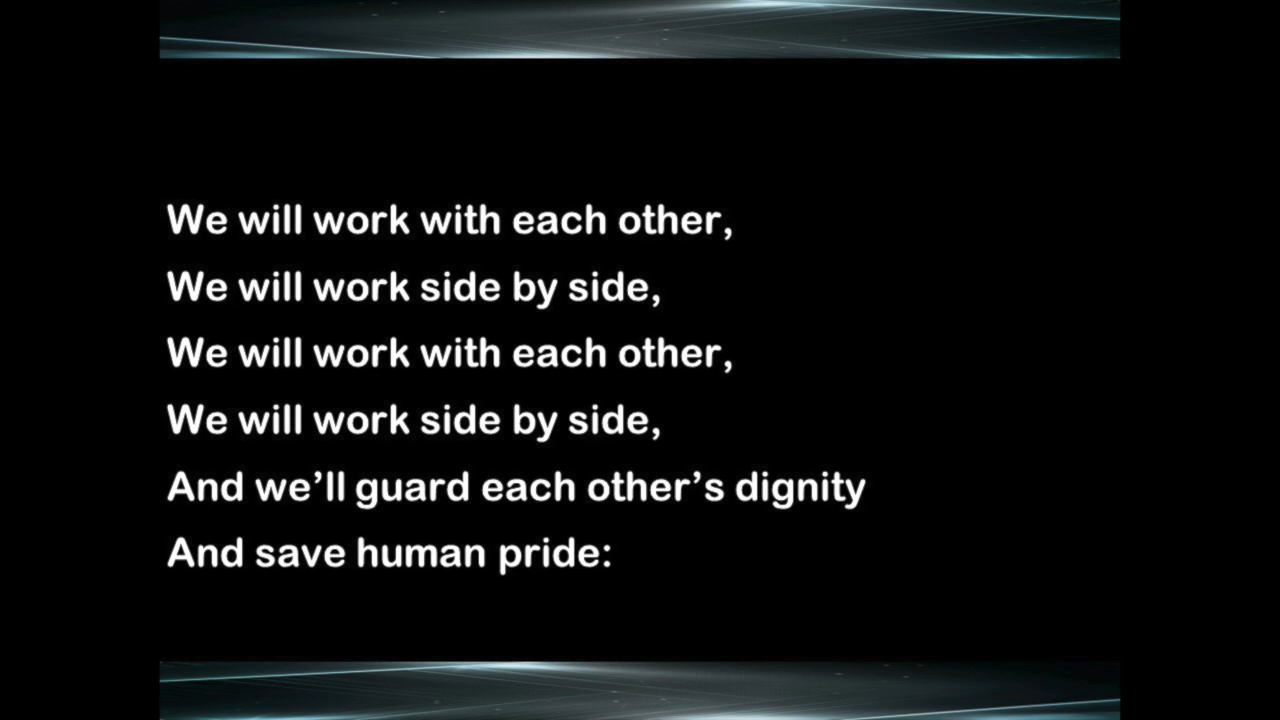 We will work with each other,
We will work side by side,
We will work with each other,
We will work side by side,
And we’ll guard each other’s dignity
And save human pride: